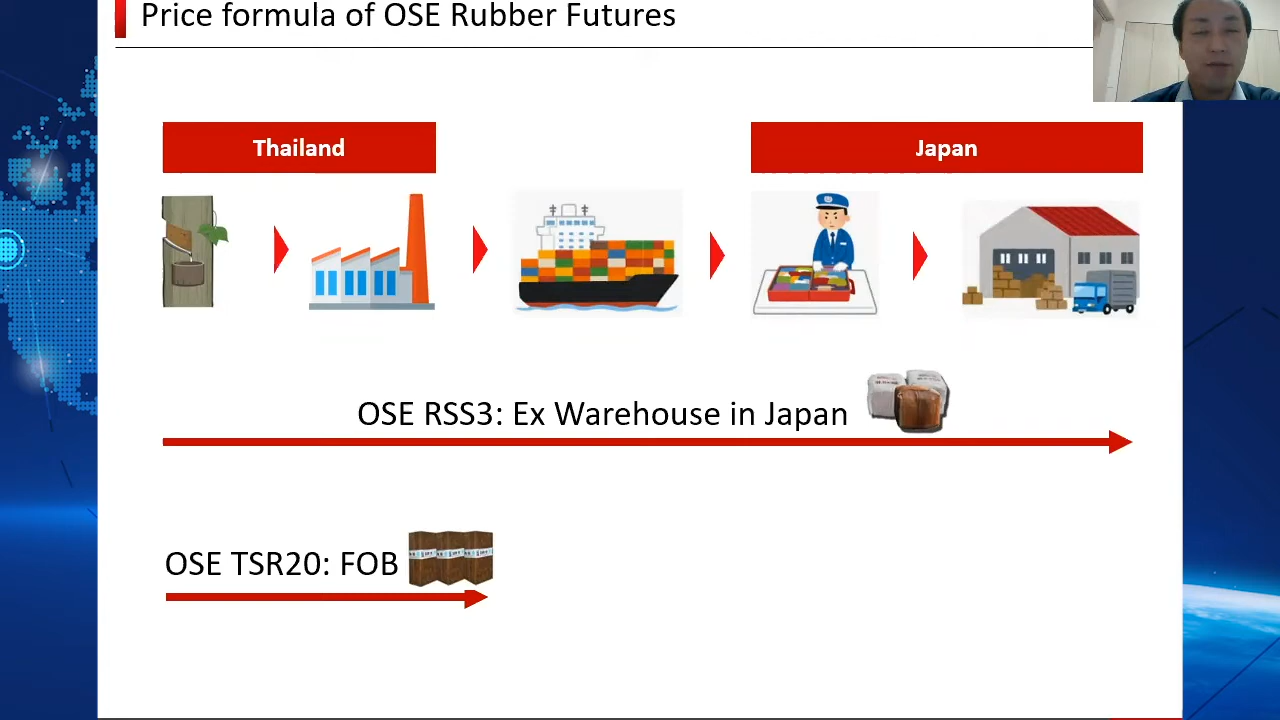 Price formula of OSE Rubber Futures
Thailand
Japan
OSE RSS3: Ex Warehouse in Japan
OSE TSR20: FOB